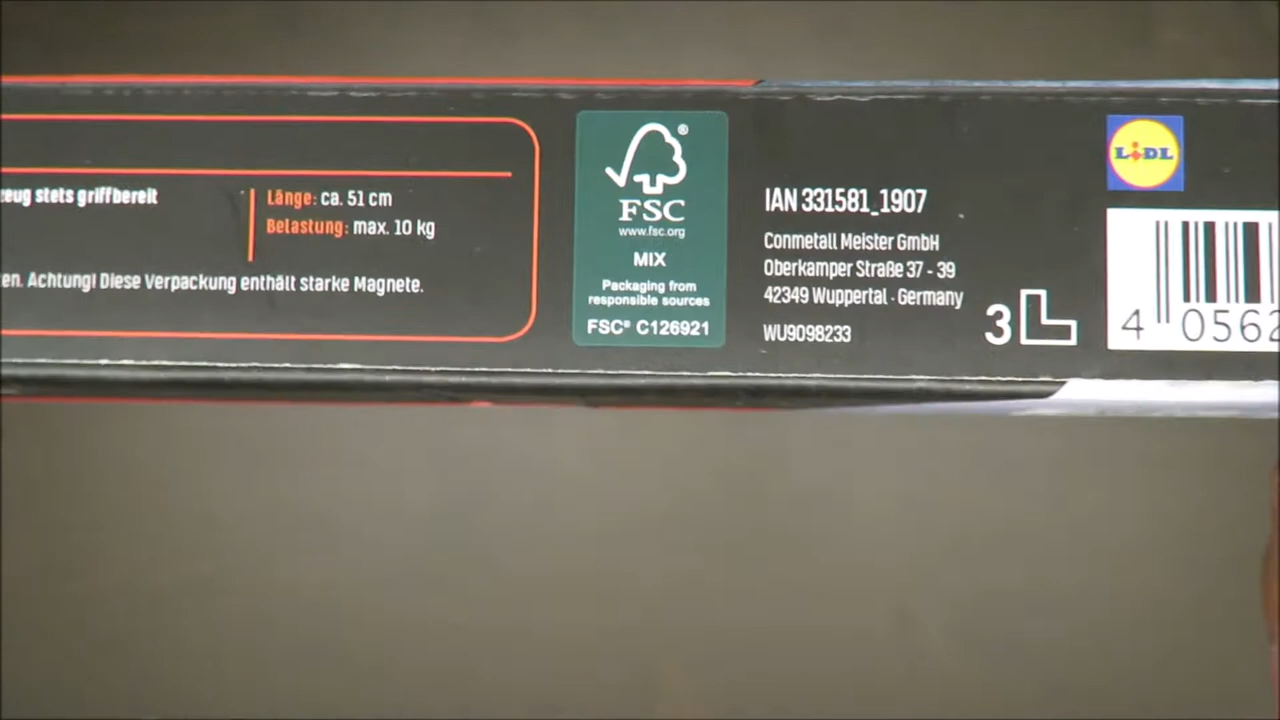 zeug stets griffbereit
Länge: ca. 51 cm
Belastung: max. 10 kg
en. Achtung! Diese Verpackung enthält starke Magnete.
®
FSC
www.fsc.org
MIX
Packaging from
responsible sources
FSC® C126921
IAN 331581_1907
Conmetall Meister GmbH
Oberkamper Straße 37 - 39
42349 Wuppertal · Germany
WU9098233
3
LIDL
4 0562